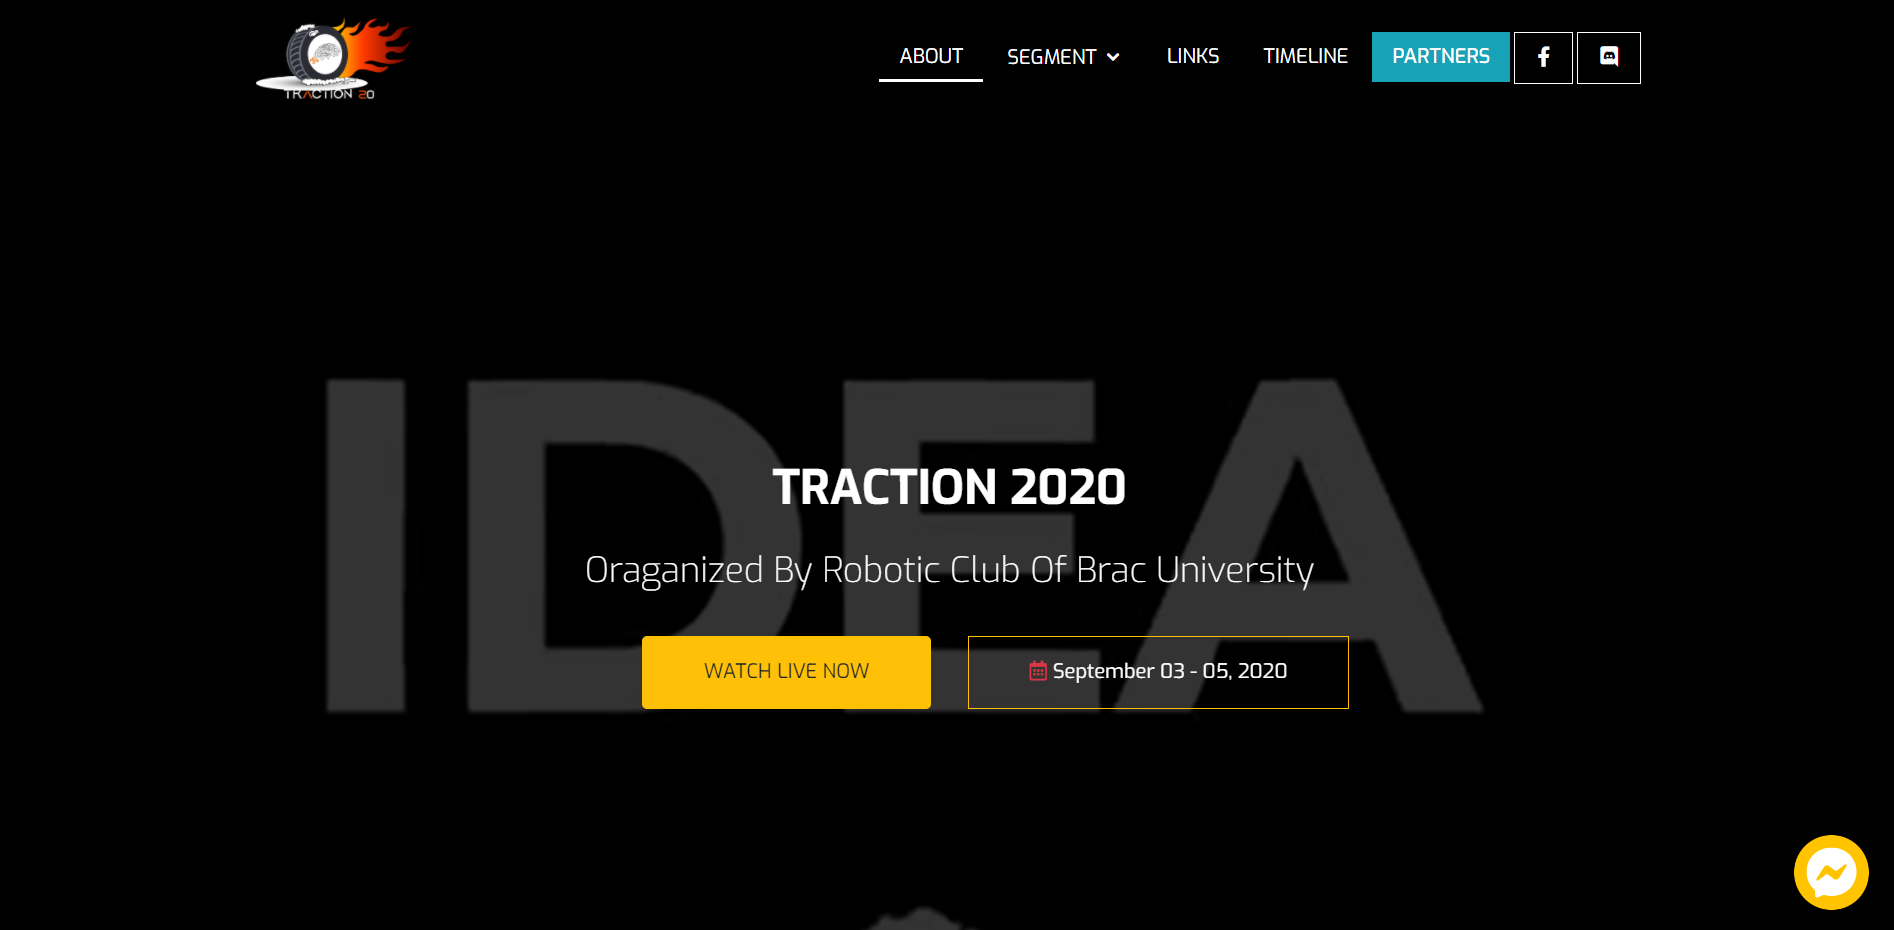 TRACTION 20
ABOUT
SEGMENT
LINKS
TIMELINE
PARTNERS
IDEA
TRACTION 2020
Oraganized By Robotic Club Of Brac University
WATCH LIVE NOW
September 03 - 05, 2020